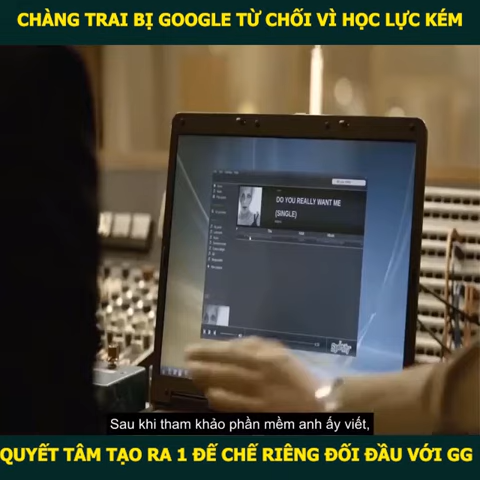 CHÀNG TRAI BỊ GOOGLE TỪ CHỐI VÌ HỌC LỰC KÉM
DO YOU REALLY WANT ME
(SINGLE)
Sau khi tham khảo phần mềm anh ấy viết,
QUYẾT TÂM TẠO RA 1 ĐẾ CHẾ RIÊNG ĐỐI ĐẦU VỚI GG